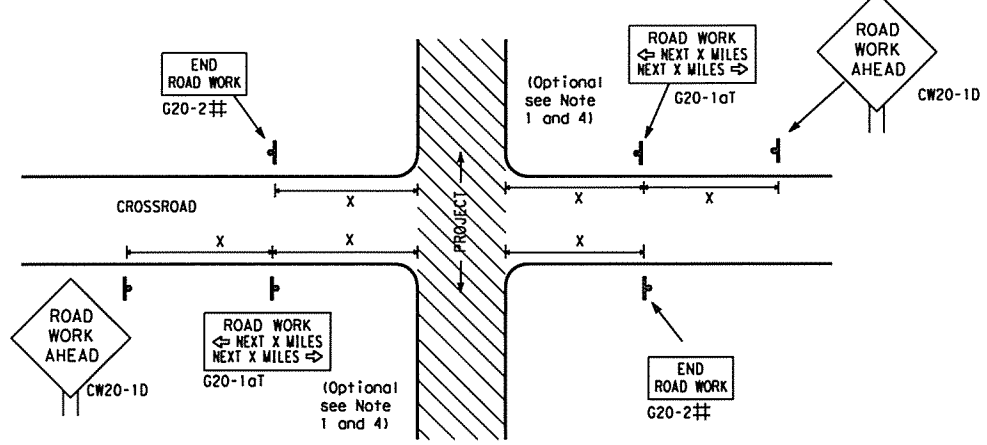 ROAD
WORK
AHEAD
CW20-1D
ROAD WORK
⇦ NEXT X MILES
NEXT X MILES ⇨
G20-1aT
(Optional
see Note
1 and 4)
END
ROAD WORK
G20-2#
X
X
X
CROSSROAD
PROJECT
X
X
X
ROAD
WORK
AHEAD
CW20-1D
ROAD WORK
⇦ NEXT X MILES
NEXT X MILES ⇨
G20-1aT
(Optional
see Note
1 and 4)
END
ROAD WORK
G20-2#